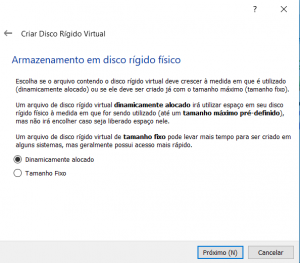 ?
Criar Disco Rígido Virtual
Armazenamento em disco rígido físico
Escolha se o arquivo contendo o disco rígido virtual deve crescer à medida em que é utilizado
(dinamicamente alocado) ou se ele deve ser criado já com o tamanho máximo (tamanho fixo).
Um arquivo de disco rígido virtual dinamicamente alocado irá utilizar espaço em seu disco
rígido físico à medida em que for sendo utilizado (até um tamanho máximo pré-definido),
mas não irá encolher caso seja liberado espaço nele.
Um arquivo de disco rígido virtual de tamanho fixo pode levar mais tempo para ser criado em
alguns sistemas, mas geralmente possui acesso mais rápido.
Dinamicamente alocado
Tamanho Fixo
Próximo (N) Cancelar